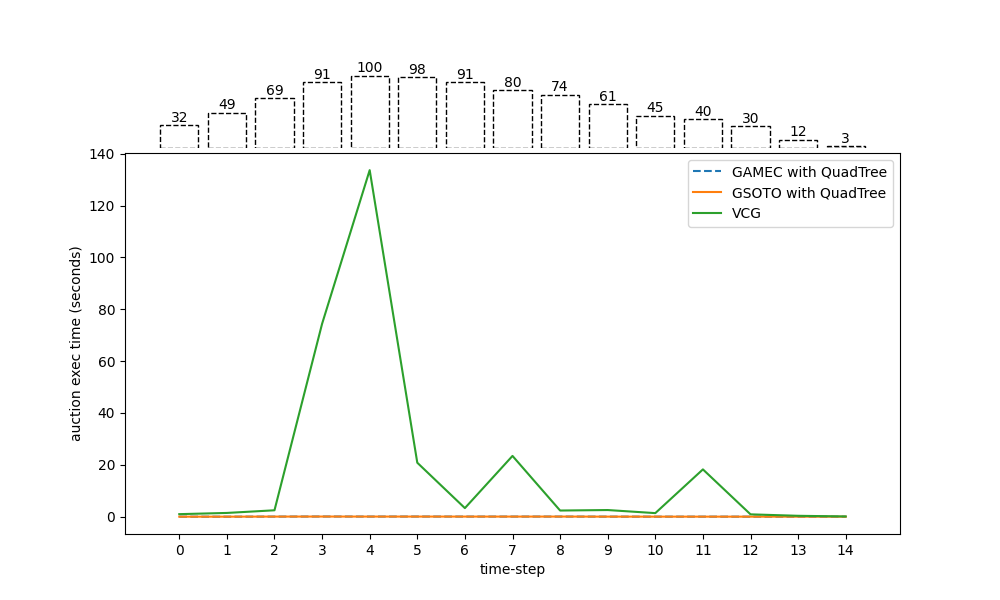 32 49 69 91 100 98 91 80 74 61 45 40 30 12 3
140
120
100
80
60
40
20
0
auction exec time (seconds)
GAMEC with QuadTree
GSOTO with QuadTree
VCG
0 1 2 3 4 5 6 7 8 9 10 11 12 13 14
time-step